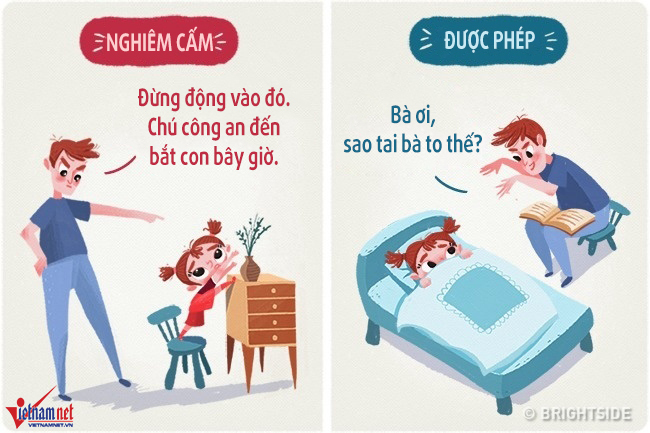 NGHIÊM CẤM
Đừng động vào đó.
Chú công an đến
bắt con bây giờ.
ĐƯỢC PHÉP
Bà ơi,
sao tai bà to thế?
Vietnamnet
VIETNAMNET.VN
© BRIGHTSIDE